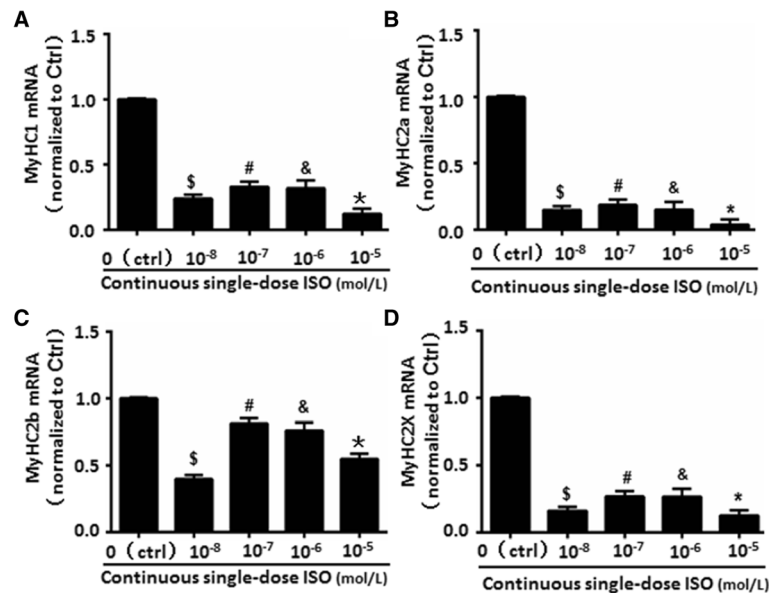 A
MyHC1 mRNA
(normalized to Ctrl)
1.5
1.0
0.5
0.0
$
#
&
*
0 (ctrl) 10⁻⁸ 10⁻⁷ 10⁻⁶ 10⁻⁵
Continuous single-dose ISO (mol/L)
B
MyHC2a mRNA
(normalized to Ctrl)
1.5
1.0
0.5
0.0
$
#
&
*
0 (ctrl) 10⁻⁸ 10⁻⁷ 10⁻⁶ 10⁻⁵
Continuous single-dose ISO (mol/L)
C
MyHC2b mRNA
(normalized to Ctrl)
1.5
1.0
0.5
0.0
$
#
&
*
0 (ctrl) 10⁻⁸ 10⁻⁷ 10⁻⁶ 10⁻⁵
Continuous single-dose ISO (mol/L)
D
MyHC2X mRNA
(normalized to Ctrl)
1.5
1.0
0.5
0.0
$
#
&
*
0 (ctrl) 10⁻⁸ 10⁻⁷ 10⁻⁶ 10⁻⁵
Continuous single-dose ISO (mol/L)